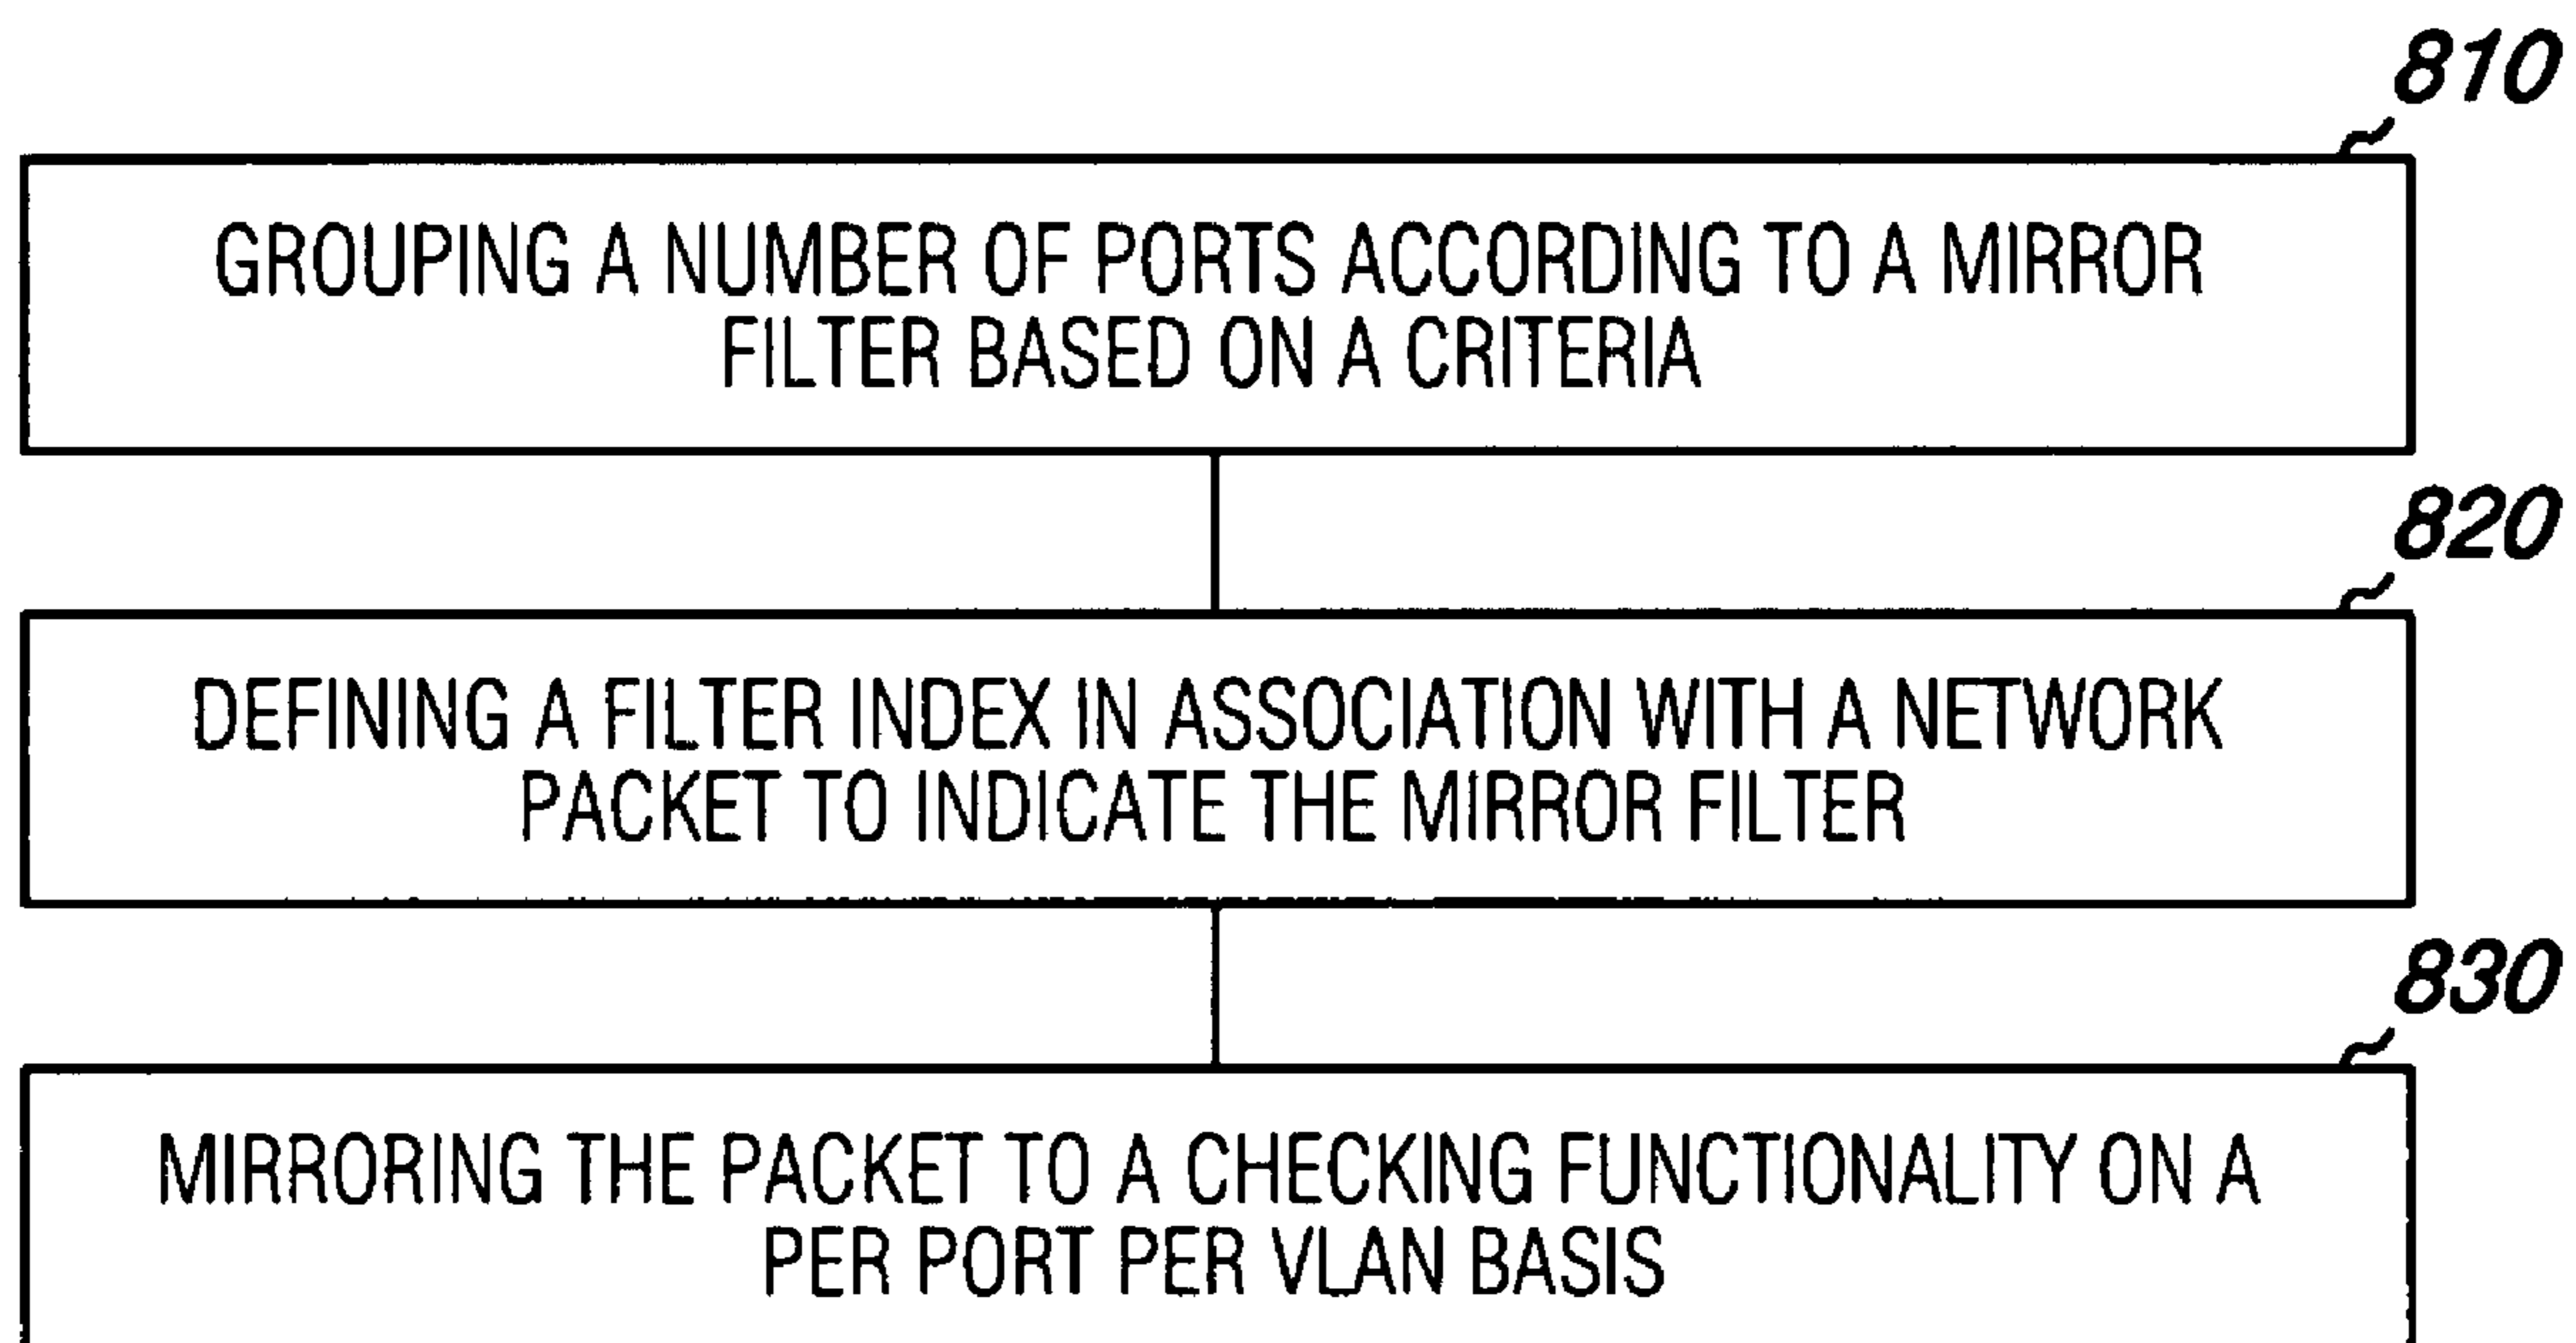 810
GROUPING A NUMBER OF PORTS ACCORDING TO A MIRROR
FILTER BASED ON A CRITERIA
820
DEFINING A FILTER INDEX IN ASSOCIATION WITH A NETWORK
PACKET TO INDICATE THE MIRROR FILTER
830
MIRRORING THE PACKET TO A CHECKING FUNCTIONALITY ON A
PER PORT PER VLAN BASIS